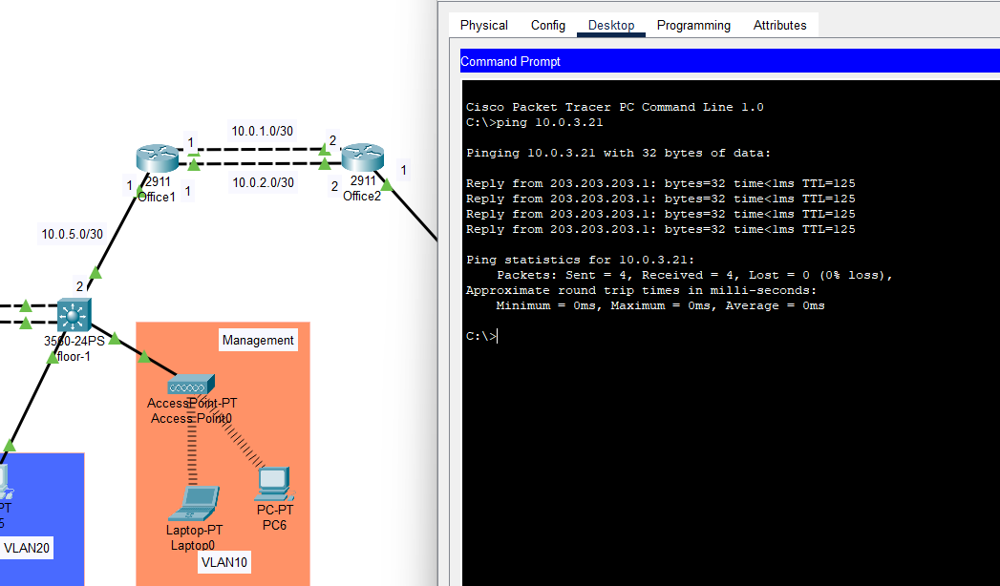 Physical Config Desktop Programming Attributes
Command Prompt
Cisco Packet Tracer PC Command Line 1.0
C:\>ping 10.0.3.21
Pinging 10.0.3.21 with 32 bytes of data:
Reply from 203.203.203.1: bytes=32 time<1ms TTL=125
Reply from 203.203.203.1: bytes=32 time<1ms TTL=125
Reply from 203.203.203.1: bytes=32 time<1ms TTL=125
Reply from 203.203.203.1: bytes=32 time<1ms TTL=125
Ping statistics for 10.0.3.21:
Packets: Sent = 4, Received = 4, Lost = 0 (0% loss),
Approximate round trip times in milli-seconds:
Minimum = 0ms, Maximum = 0ms, Average = 0ms
C:\>
10.0.1.0/30
1
2
2911
Office1
1
1
10.0.2.0/30
2
2911
Office2
1
10.0.5.0/30
2
3560-24PS
floor-1
Management
AccessPoint-PT
Access Point0
Laptop-PT
Laptop0
PC-PT
PC6
VLAN10
PT
5
VLAN20